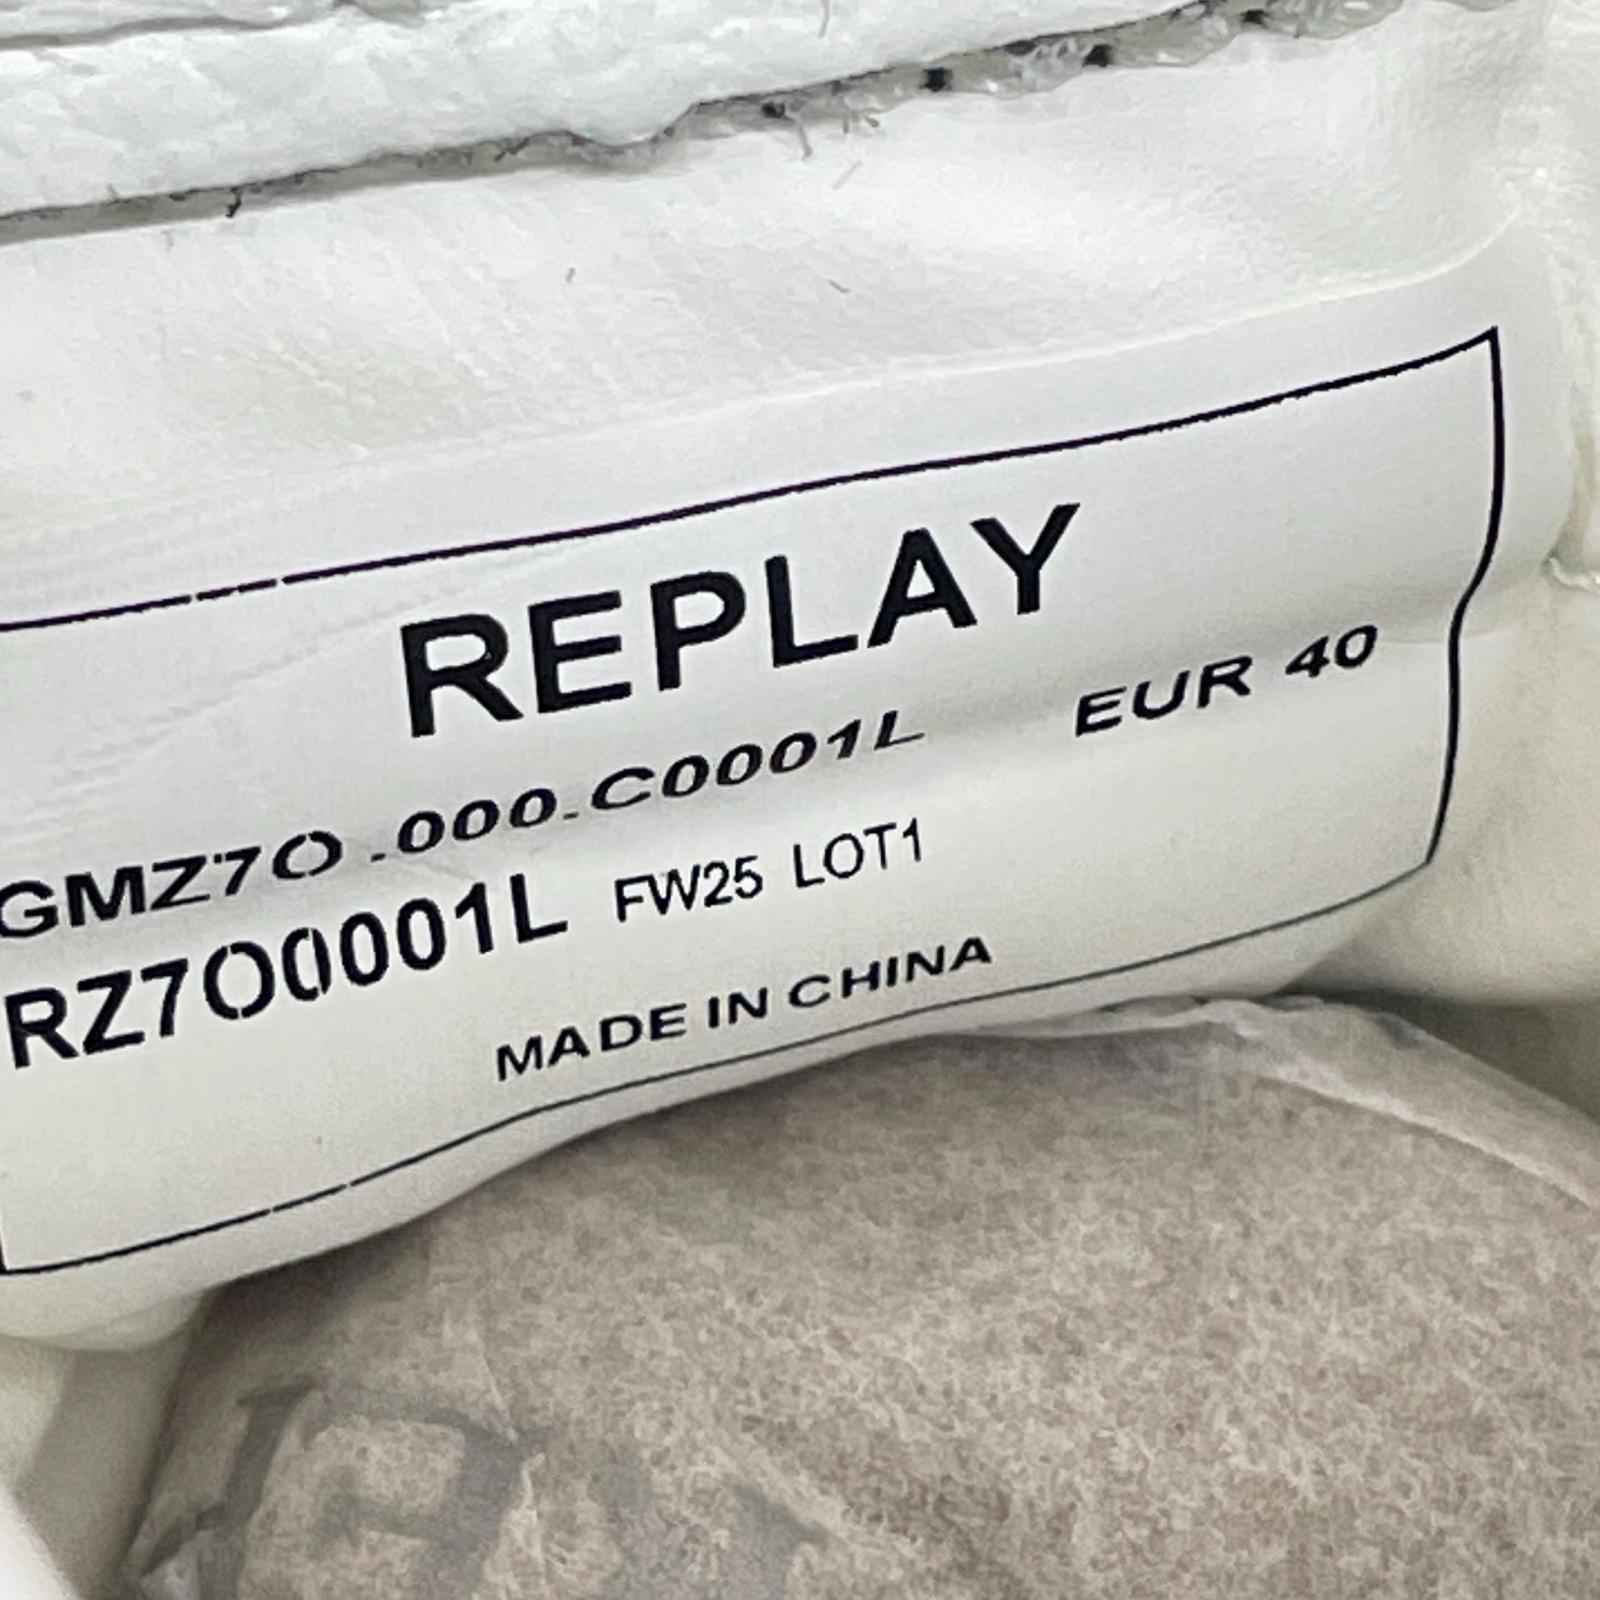 REPLAY
GMZ7O .000.C0001L EUR 40
RZ7O0001L FW25 LOT1
MADE IN CHINA